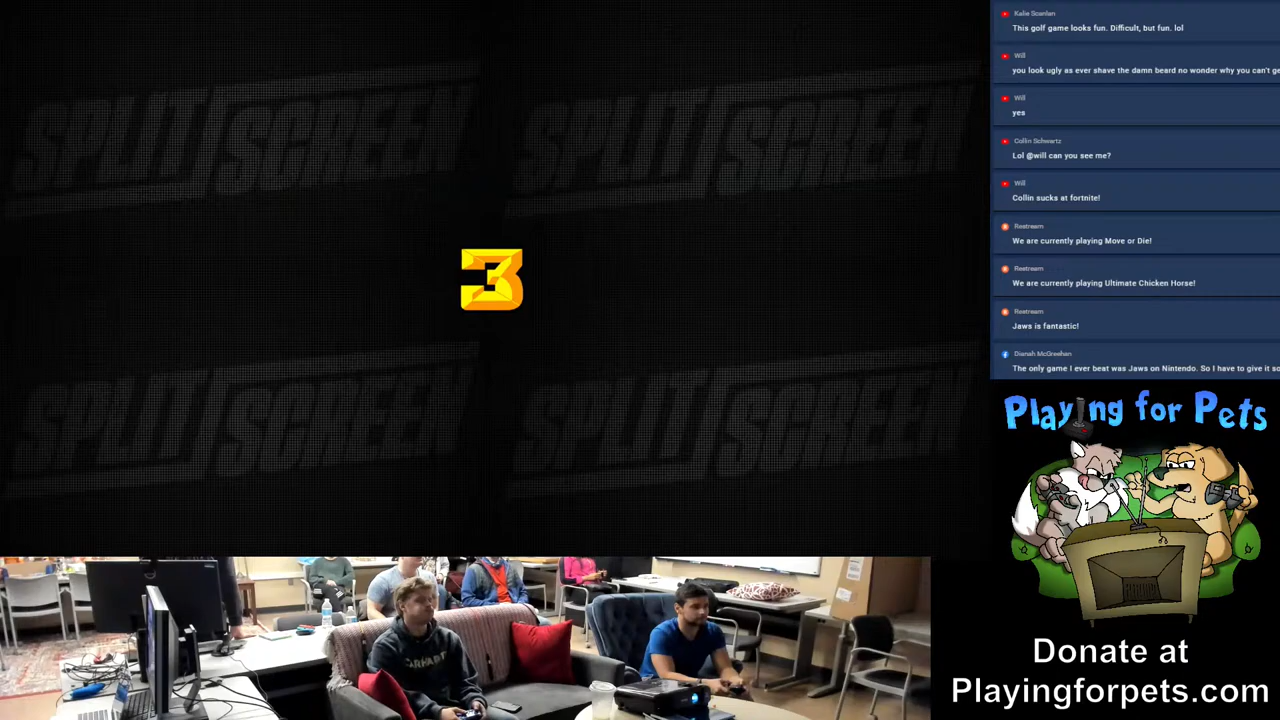 SPLIT SCREEN
SPLIT SCREEN
3
SPLIT SCREEN
SPLIT SCREEN
Kalie Scanlan
This golf game looks fun. Difficult, but fun. lol
Will
you look ugly as ever shave the damn beard no wonder why you can't ge
Will
yes
Collin Schwartz
Lol @will can you see me?
Will
Collin sucks at fortnite!
Restream
We are currently playing Move or Die!
Restream
We are currently playing Ultimate Chicken Horse!
Restream
Jaws is fantastic!
Dianah McGreehan
The only game I ever beat was Jaws on Nintendo. So I have to give it so
Playing for Pets
CARHARTT
Donate at
Playingforpets.com